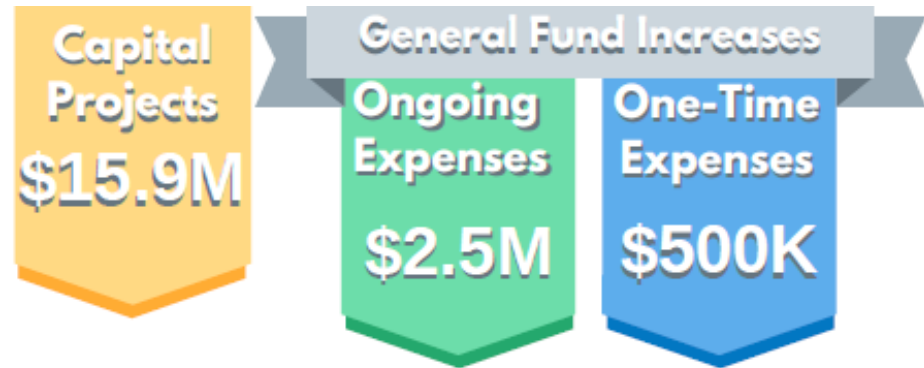 Capital
Projects
$15.9M
General Fund Increases
Ongoing
Expenses
$2.5M
One-Time
Expenses
$500K